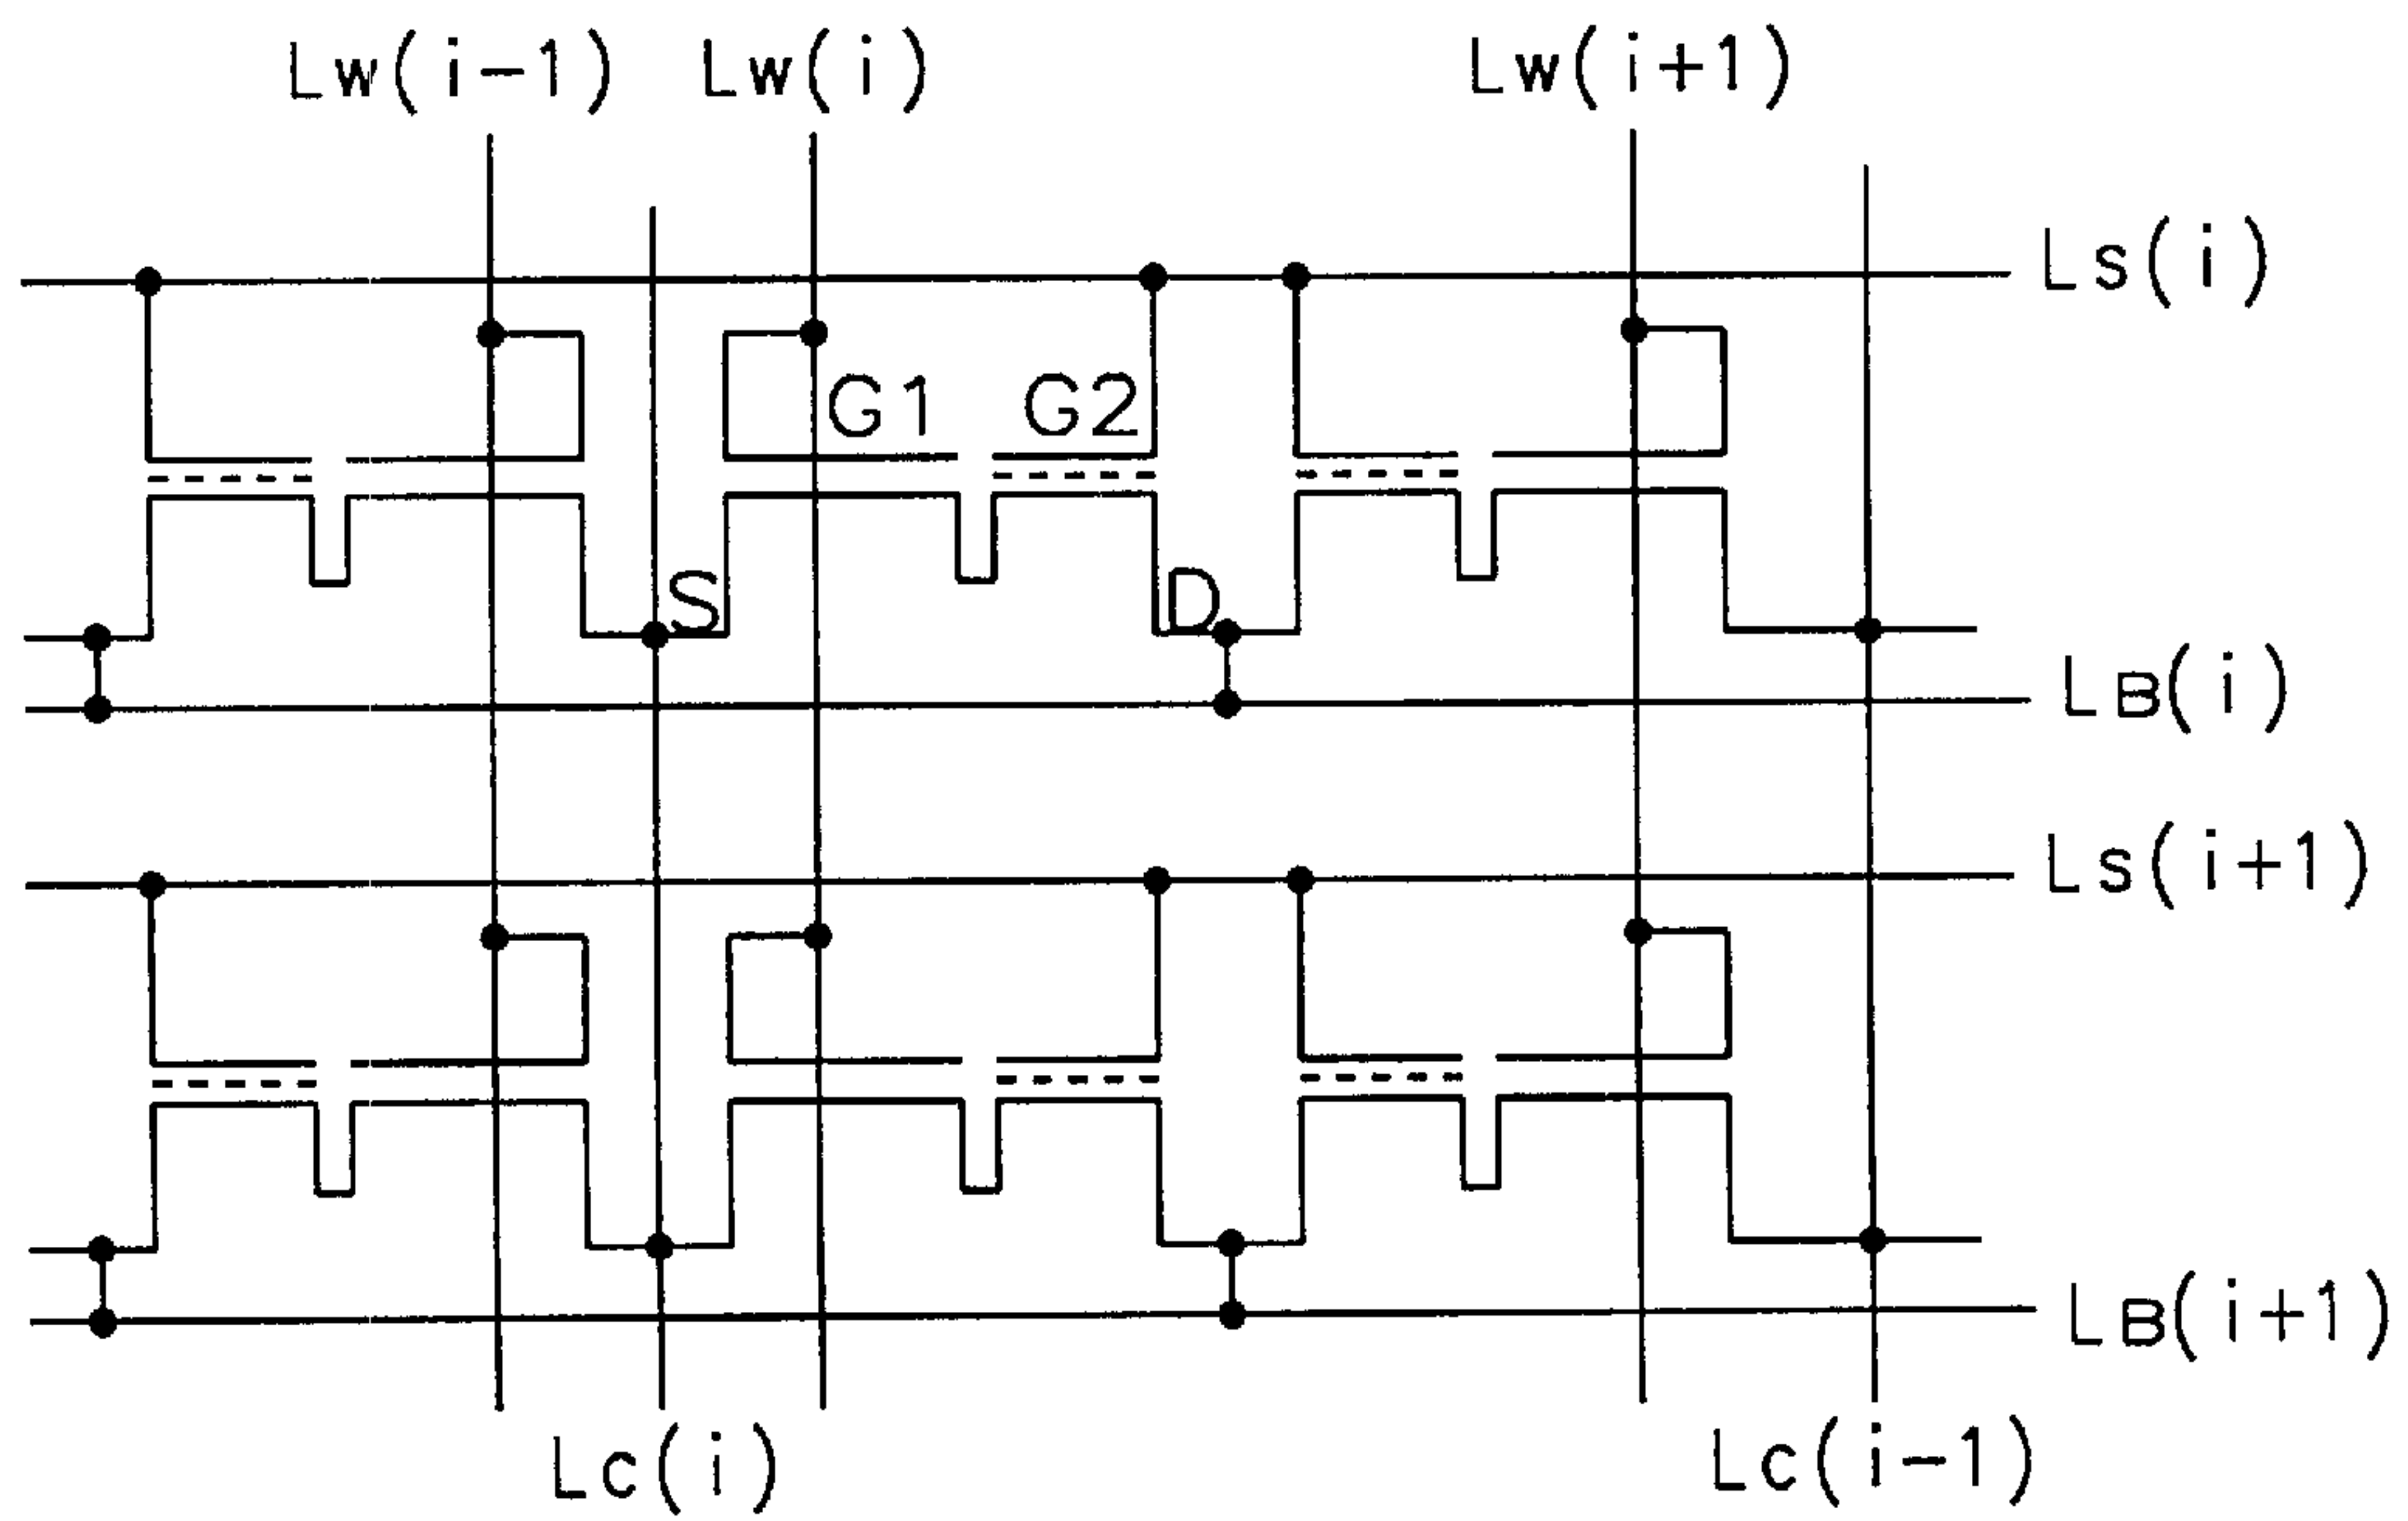 Lw(i-1) Lw(i) Lw(i+1)
Ls(i)
G1 G2
S D
LB(i)
Ls(i+1)
LB(i+1)
Lc(i) Lc(i-1)